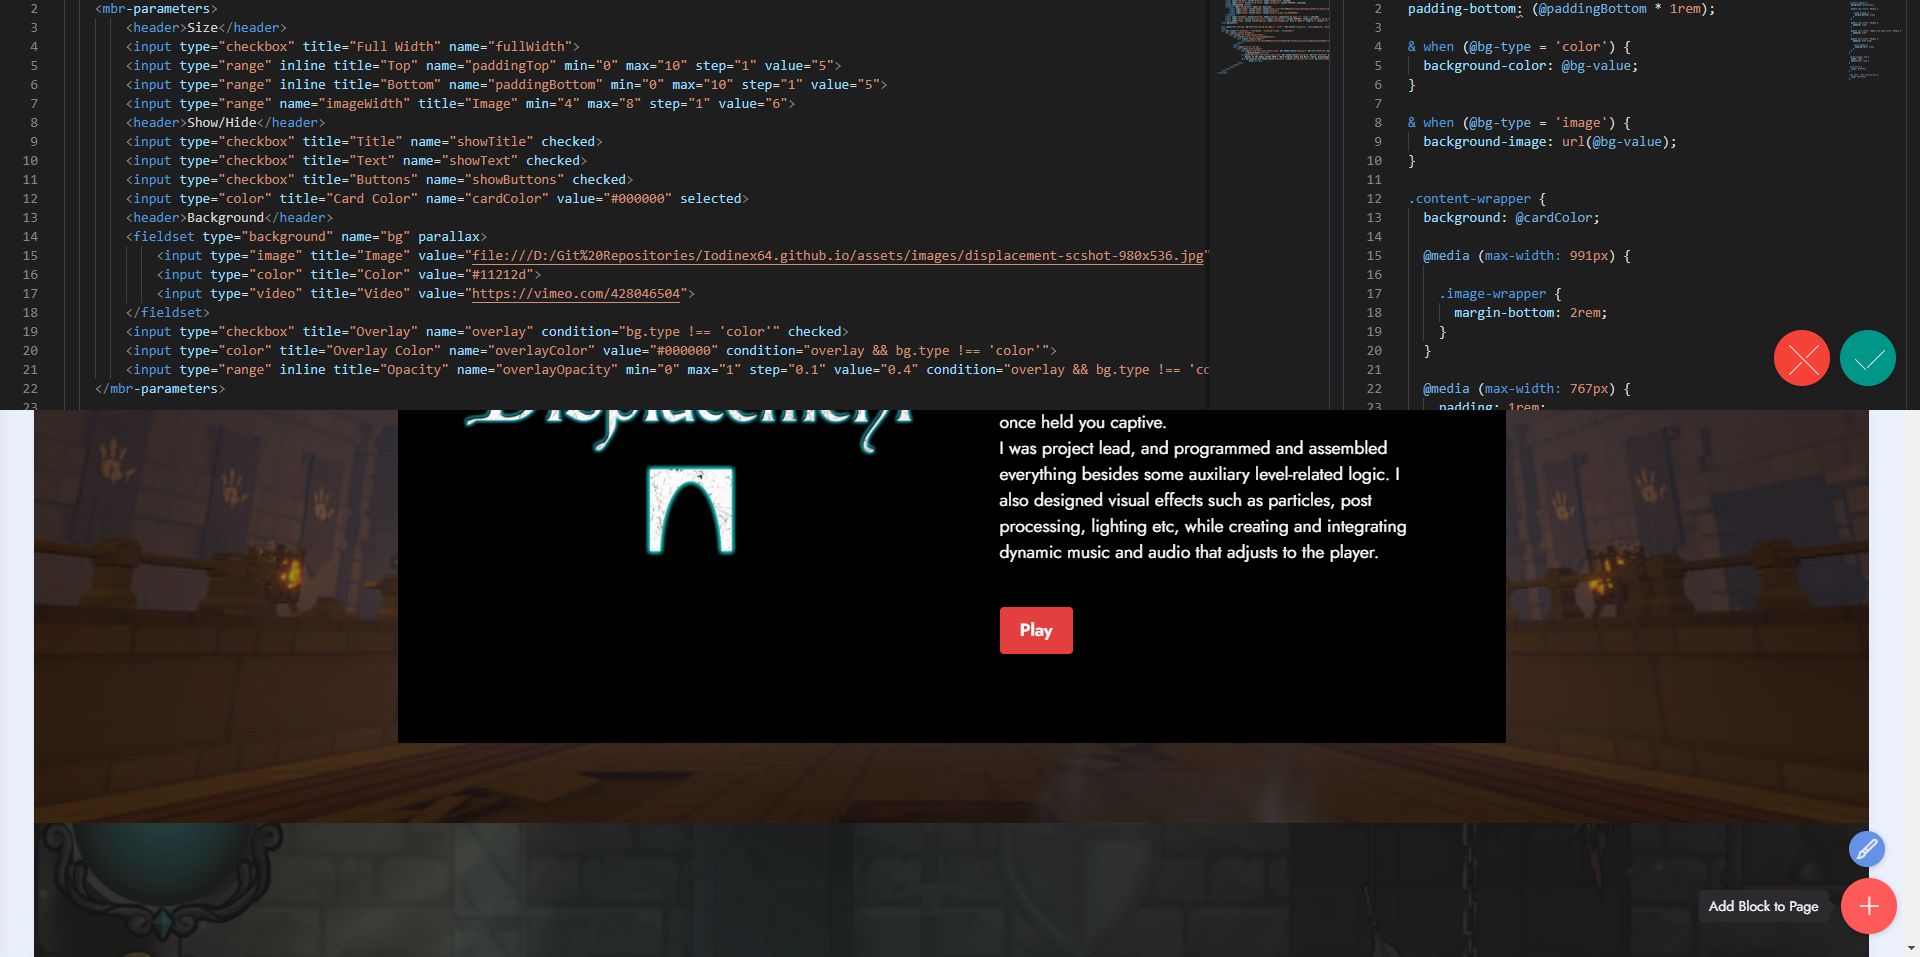 2 <mbr-parameters>
3 <header>Size</header>
4 <input type="checkbox" title="Full Width" name="fullWidth">
5 <input type="range" inline title="Top" name="paddingTop" min="0" max="10" step="1" value="5">
6 <input type="range" inline title="Bottom" name="paddingBottom" min="0" max="10" step="1" value="5">
7 <input type="range" name="imageWidth" title="Image" min="4" max="8" step="1" value="6">
8 <header>Show/Hide</header>
9 <input type="checkbox" title="Title" name="showTitle" checked>
10 <input type="checkbox" title="Text" name="showText" checked>
11 <input type="checkbox" title="Buttons" name="showButtons" checked>
12 <input type="color" title="Card Color" name="cardColor" value="#000000" selected>
13 <header>Background</header>
14 <fieldset type="background" name="bg" parallax>
15 <input type="image" title="Image" value="file:///D:/Git%20Repositories/Iodinex64.github.io/assets/images/displacement-scshot-980x536.jpg"
16 <input type="color" title="Color" value="#11212d">
17 <input type="video" title="Video" value="https://vimeo.com/428046504">
18 </fieldset>
19 <input type="checkbox" title="Overlay" name="overlay" condition="bg.type !== 'color'" checked>
20 <input type="color" title="Overlay Color" name="overlayColor" value="#000000" condition="overlay && bg.type !== 'color'">
21 <input type="range" inline title="Opacity" name="overlayOpacity" min="0" max="1" step="0.1" value="0.4" condition="overlay && bg.type !== 'co
22 </mbr-parameters>
23
2 padding-bottom: (@paddingBottom * 1rem);
3
4 & when (@bg-type = 'color') {
5 background-color: @bg-value;
6 }
7
8 & when (@bg-type = 'image') {
9 background-image: url(@bg-value);
10 }
11
12 .content-wrapper {
13 background: @cardColor;
14
15 @media (max-width: 991px) {
16
17 .image-wrapper {
18 margin-bottom: 2rem;
19 }
20 }
21
22 @media (max-width: 767px) {
23 padding: 1rem;
Displacement
once held you captive.
I was project lead, and programmed and assembled
everything besides some auxiliary level-related logic. I
also designed visual effects such as particles, post
processing, lighting etc, while creating and integrating
dynamic music and audio that adjusts to the player.
Play
Add Block to Page